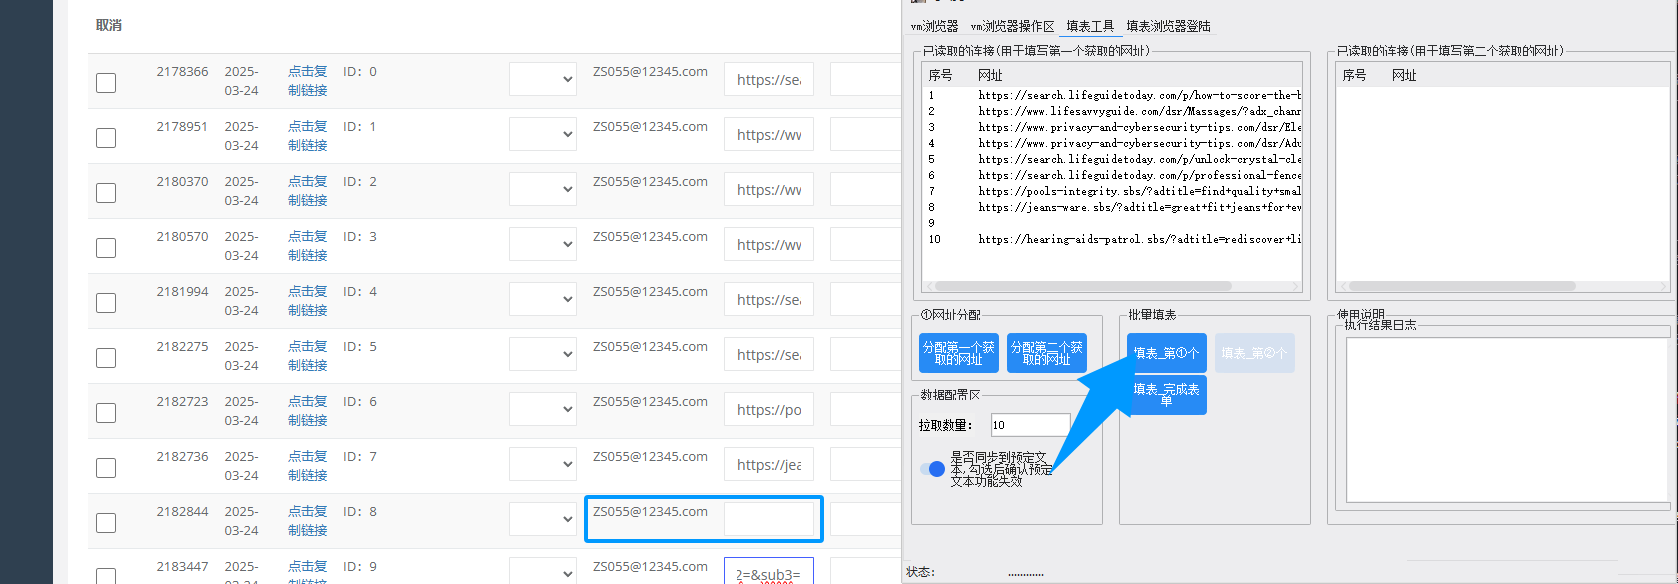 取消
2178366 2025-03-24 点击复制链接 ID: 0 ZS055@12345.com https://sea
2178951 2025-03-24 点击复制链接 ID: 1 ZS055@12345.com https://ww
2180370 2025-03-24 点击复制链接 ID: 2 ZS055@12345.com https://ww
2180570 2025-03-24 点击复制链接 ID: 3 ZS055@12345.com https://ww
2181994 2025-03-24 点击复制链接 ID: 4 ZS055@12345.com https://sea
2182275 2025-03-24 点击复制链接 ID: 5 ZS055@12345.com https://sea
2182723 2025-03-24 点击复制链接 ID: 6 ZS055@12345.com https://po
2182736 2025-03-24 点击复制链接 ID: 7 ZS055@12345.com https://jea
2182844 2025-03-24 点击复制链接 ID: 8 ZS055@12345.com
2183447 2025- 点击复 ID: 9 ZS055@12345.com 2=&sub3=
vm浏览器 vm浏览器操作区 填表工具 填表浏览器登陆
已读取的连接(用于填写第一个获取的网址)
序号 网址
1 https://search.lifeguidetoday.com/p/how-to-score-the-b
2 https://www.lifesavvyguide.com/dsr/Massages/?adx_chann
3 https://www.privacy-and-cybersecurity-tips.com/dsr/Ele
4 https://www.privacy-and-cybersecurity-tips.com/dsr/Adu
5 https://search.lifeguidetoday.com/p/unlock-crystal-cle
6 https://search.lifeguidetoday.com/p/professional-fence
7 https://pools-integrity.sbs/?adtitle=find+quality+smal
8 https://jeans-ware.sbs/?adtitle=great+fit+jeans+for+ev
9
10 https://hearing-aids-patrol.sbs/?adtitle=rediscover+li
已读取的连接(用于填写第二个获取的网址)
序号 网址
①网址分配
分配第一个获取的网址
分配第二个获取的网址
批量填表
填表_第①个
填表_第②个
填表_完成表单
数据配置区
拉取数量: 10
是否同步到预定文
本,勾选后确认预定
文本功能失效
使用说明
执行结果日志
状态: ............